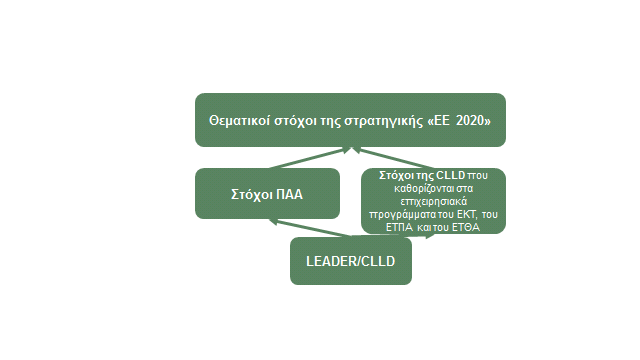 Θεματικοί στόχοι της στρατηγικής «ΕΕ 2020»
Στόχοι ΠΑΑ
Στόχοι της CLLD που
καθορίζονται στα
επιχειρησιακά
προγράμματα του ΕΚΤ, του
ΕΤΠΑ και του ΕΤΘΑ
LEADER/CLLD